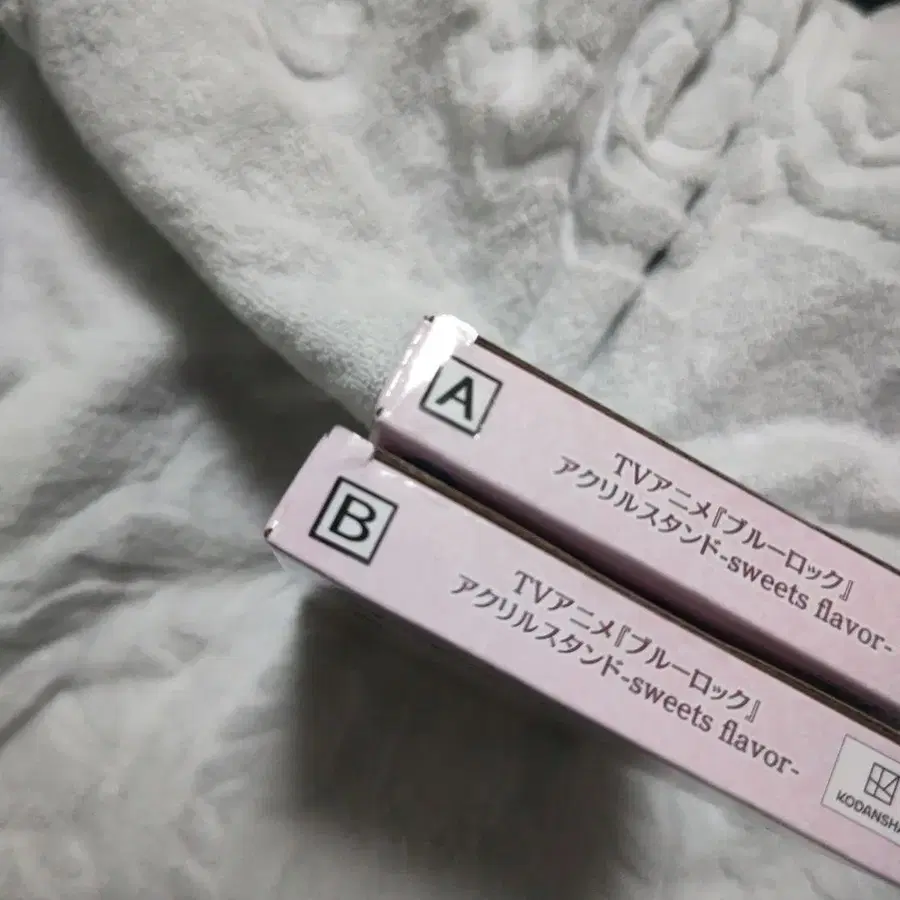 A
TVアニメ『ブルーロック』
アクリルスタンド-sweets flavor-
B
TVアニメ『ブルーロック』
アクリルスタンド-sweets flavor-
KODANSHA